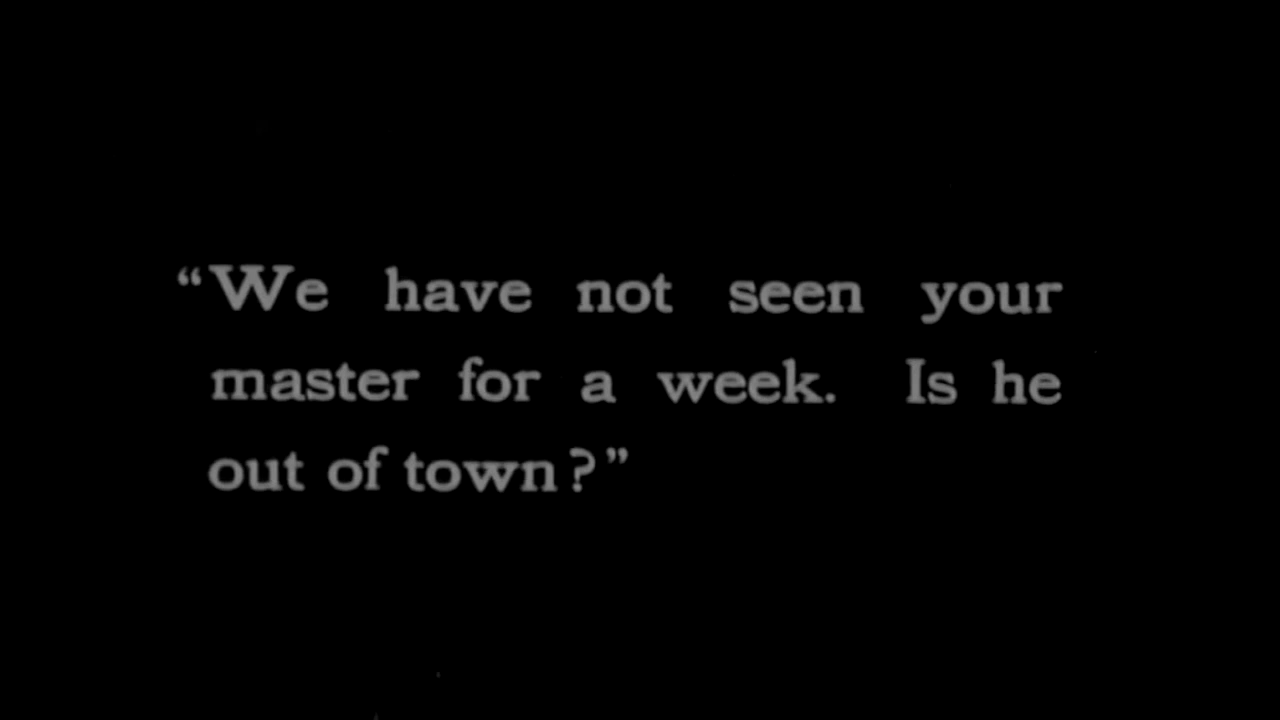 “We have not seen your
master for a week. Is he
out of town?”